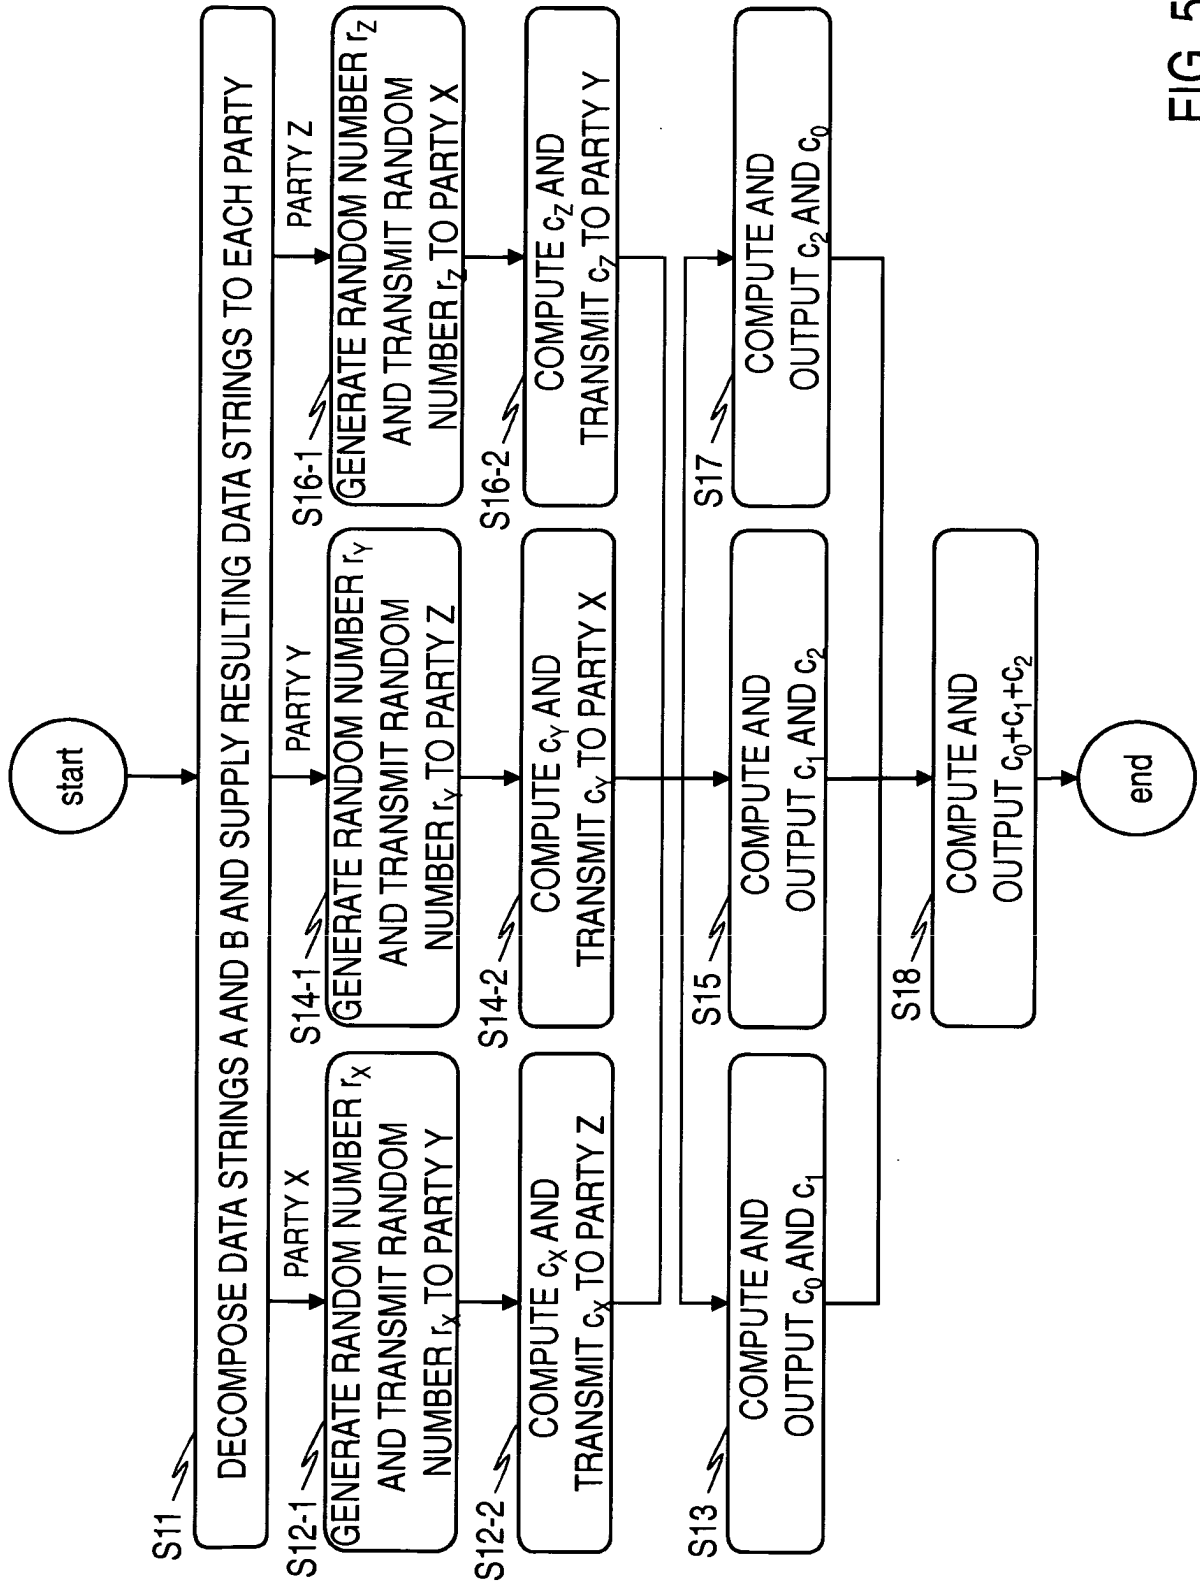 start
S11
DECOMPOSE DATA STRINGS A AND B AND SUPPLY RESULTING DATA STRINGS TO EACH PARTY
PARTY X
PARTY Y
PARTY Z
S12-1
GENERATE RANDOM NUMBER rX
AND TRANSMIT RANDOM
NUMBER rX TO PARTY Y
S14-1
GENERATE RANDOM NUMBER rY
AND TRANSMIT RANDOM
NUMBER rY TO PARTY Z
S16-1
GENERATE RANDOM NUMBER rZ
AND TRANSMIT RANDOM
NUMBER rZ TO PARTY X
S12-2
COMPUTE cX AND
TRANSMIT cX TO PARTY Z
S14-2
COMPUTE cY AND
TRANSMIT cY TO PARTY X
S16-2
COMPUTE cZ AND
TRANSMIT cZ TO PARTY Y
S13
COMPUTE AND
OUTPUT c0 AND c1
S15
COMPUTE AND
OUTPUT c1 AND c2
S17
COMPUTE AND
OUTPUT c2 AND c0
S18
COMPUTE AND
OUTPUT c0+c1+c2
end
FIG. 5